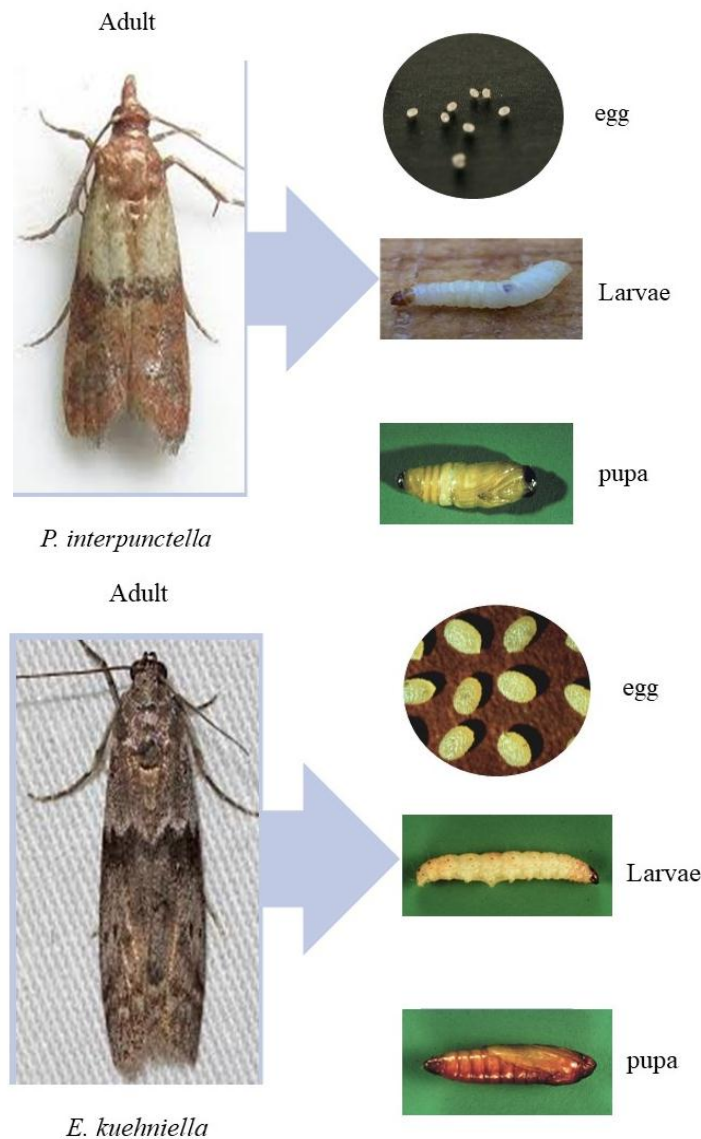 Adult
egg
Larvae
pupa
P. interpunctella
Adult
egg
Larvae
pupa
E. kuehniella